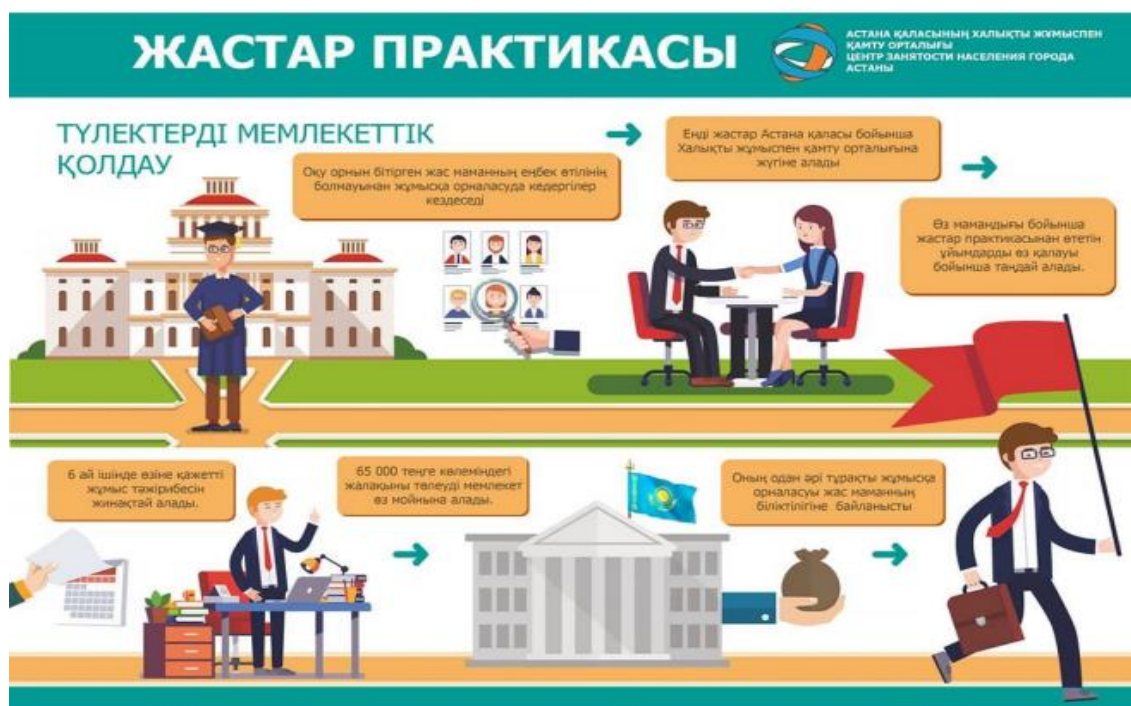 ЖАСТАР ПРАКТИКАСЫ
АСТАНА ҚАЛАСЫНЫҢ ХАЛЫҚТЫ ЖҰМЫСПЕН
ҚАМТУ ОРТАЛЫҒЫ
ЦЕНТР ЗАНЯТОСТИ НАСЕЛЕНИЯ ГОРОДА
АСТАНЫ
ТҮЛЕКТЕРДІ МЕМЛЕКЕТТІК
ҚОЛДАУ
Оқу орнын бітірген жас маманның еңбек өтілінің
болмауынан жұмысқа орналасуда кедергілер
кездеседі
Енді жастар Астана қаласы бойынша
Халықты жұмыспен қамту орталығына
жүгіне алады
Өз мамандығы бойынша
жастар практикасынан өтетін
ұйымдарды өз қалауы
бойынша таңдай алады.
6 ай ішінде өзіне қажетті
жұмыс тәжірибесін
жинақтай алады.
65 000 теңге көлеміндегі
жалақыны төлеуді мемлекет
өз мойнына алады.
Оның одан әрі тұрақты жұмысқа
орналасуы жас маманның
біліктілігіне байланысты